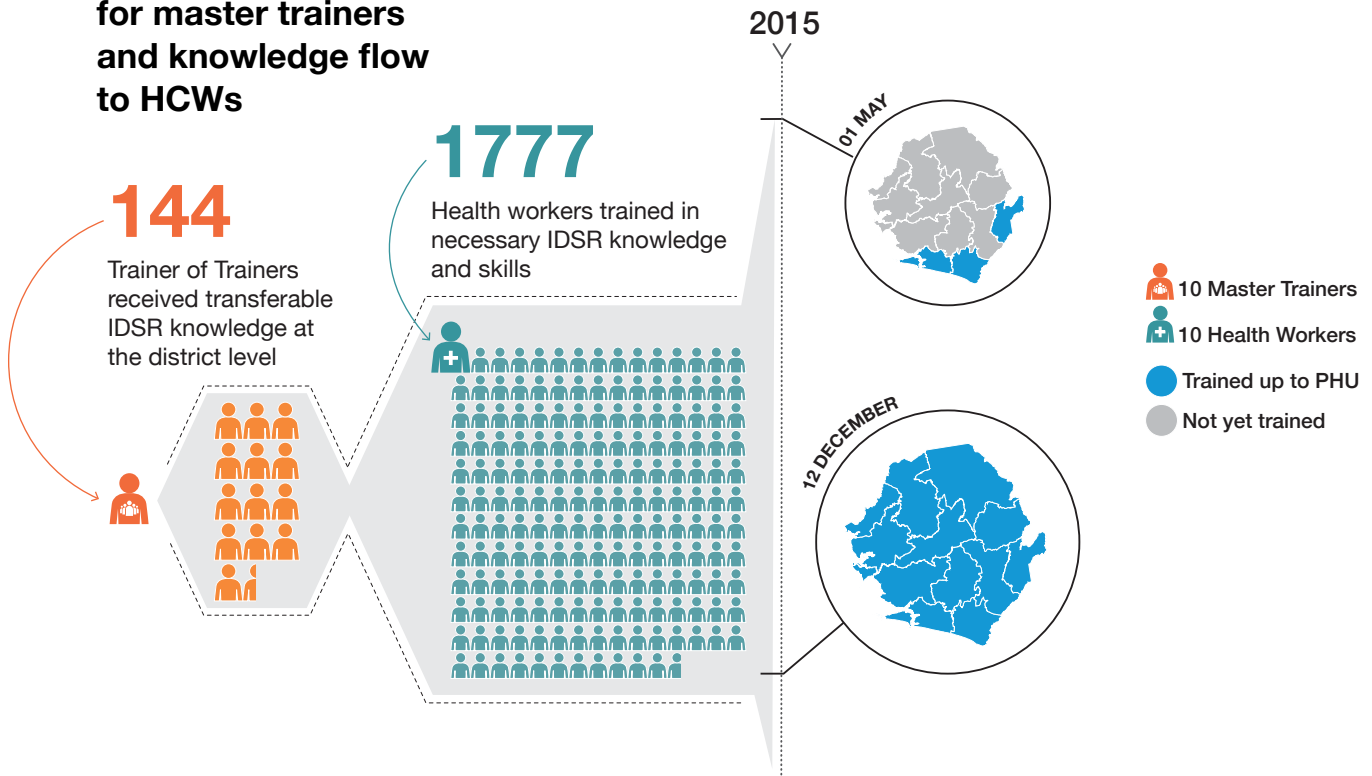 for master trainers
and knowledge flow
to HCWs
144
Trainer of Trainers
received transferable
IDSR knowledge at
the district level
1777
Health workers trained in
necessary IDSR knowledge
and skills
2015
01 MAY
12 DECEMBER
10 Master Trainers
10 Health Workers
Trained up to PHU
Not yet trained